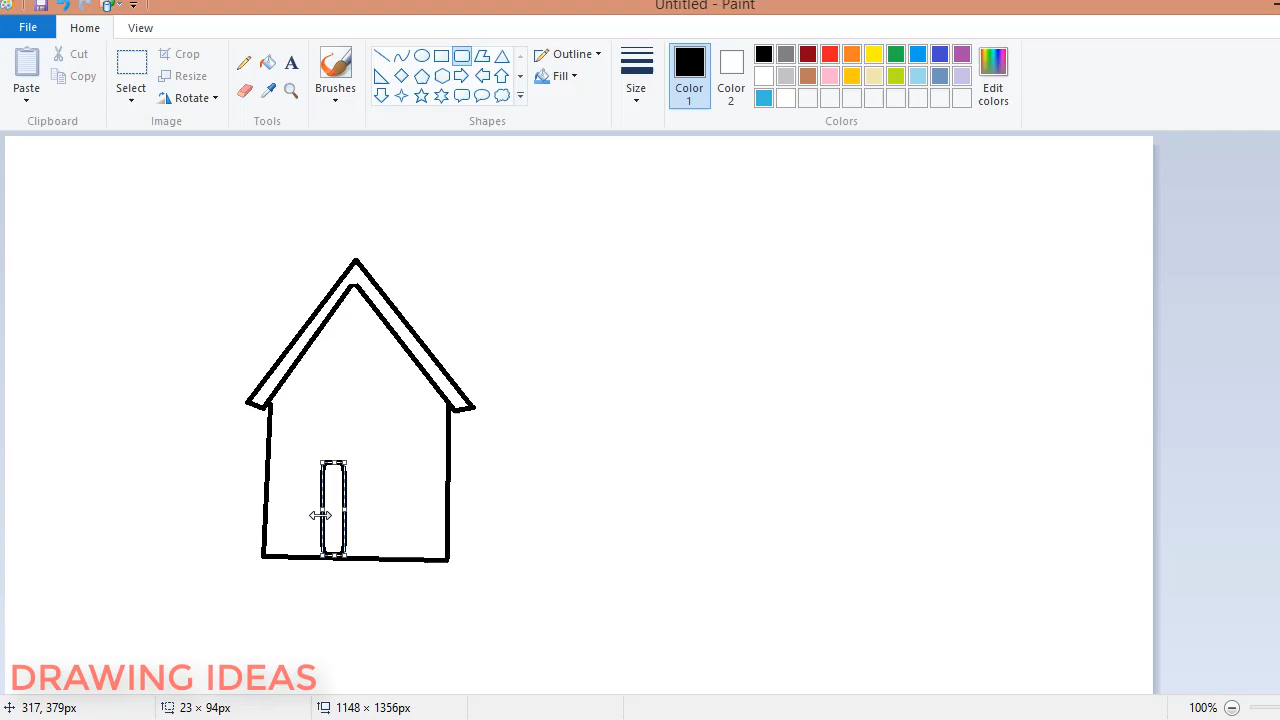 Untitled - Paint
File Home View
Paste Cut Copy Select Crop Resize Rotate Brushes Outline Fill Size Color 1 Color 2 Edit colors
Clipboard Image Tools Shapes Colors
DRAWING IDEAS
317, 379px 23 × 94px 1148 × 1356px 100%